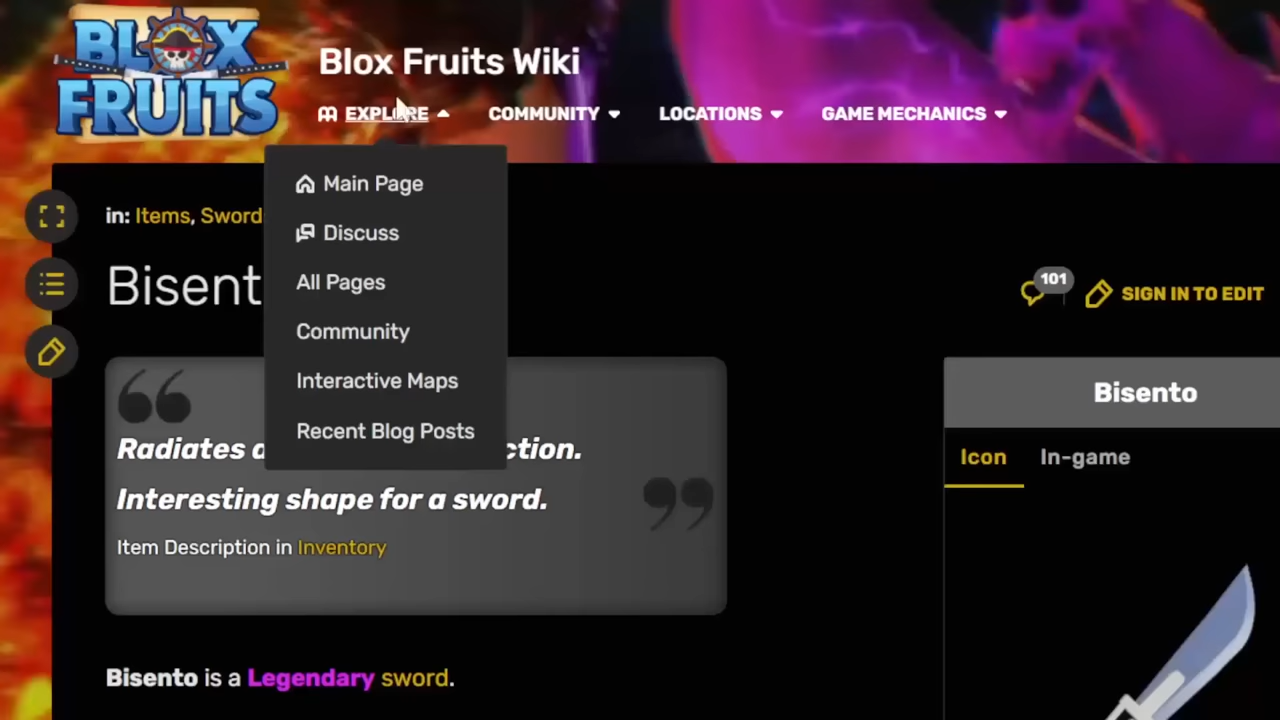 BLOX
FRUITS
Blox Fruits Wiki
EXPLORE
COMMUNITY
LOCATIONS
GAME MECHANICS
Main Page
Discuss
All Pages
Community
Interactive Maps
Recent Blog Posts
in: Items, Sword
Bisent
101
SIGN IN TO EDIT
Radiates ction.
Interesting shape for a sword.
Item Description in Inventory
Bisento is a Legendary sword.
Bisento
Icon
In-game